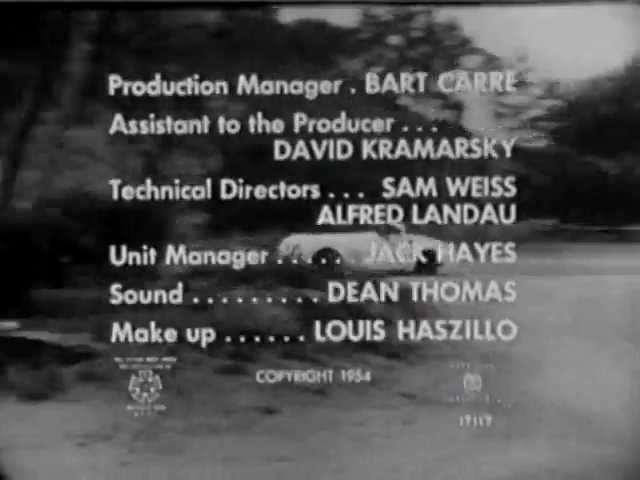 Production Manager . BART CARRE
Assistant to the Producer . . .
DAVID KRAMARSKY
Technical Directors . . . SAM WEISS
ALFRED LANDAU
Unit Manager . . . . . . JACK HAYES
Sound . . . . . . . . . DEAN THOMAS
Make up . . . . . . LOUIS HASZILLO
COPYRIGHT 1954
17117